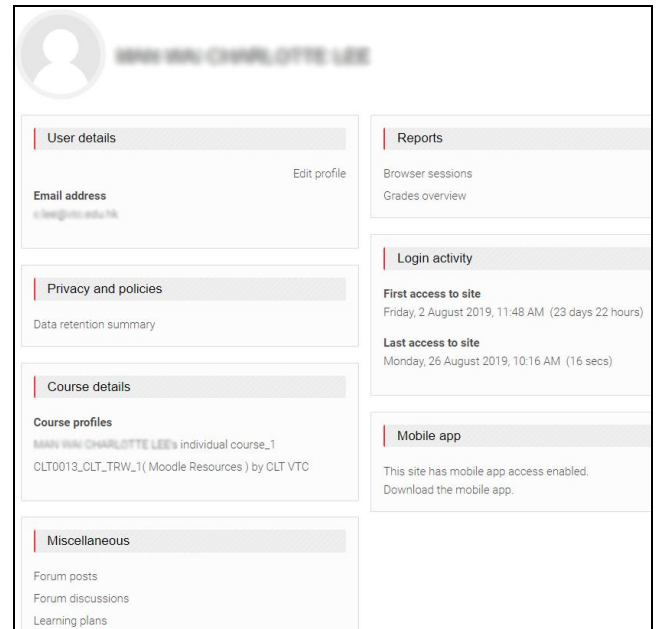 User details
Edit profile
Email address
Privacy and policies
Data retention summary
Course details
Course profiles
individual course_1
CLT0013_CLT_TRW_1( Moodle Resources ) by CLT VTC
Miscellaneous
Forum posts
Forum discussions
Learning plans
Reports
Browser sessions
Grades overview
Login activity
First access to site
Friday, 2 August 2019, 11:48 AM (23 days 22 hours)
Last access to site
Monday, 26 August 2019, 10:16 AM (16 secs)
Mobile app
This site has mobile app access enabled.
Download the mobile app.